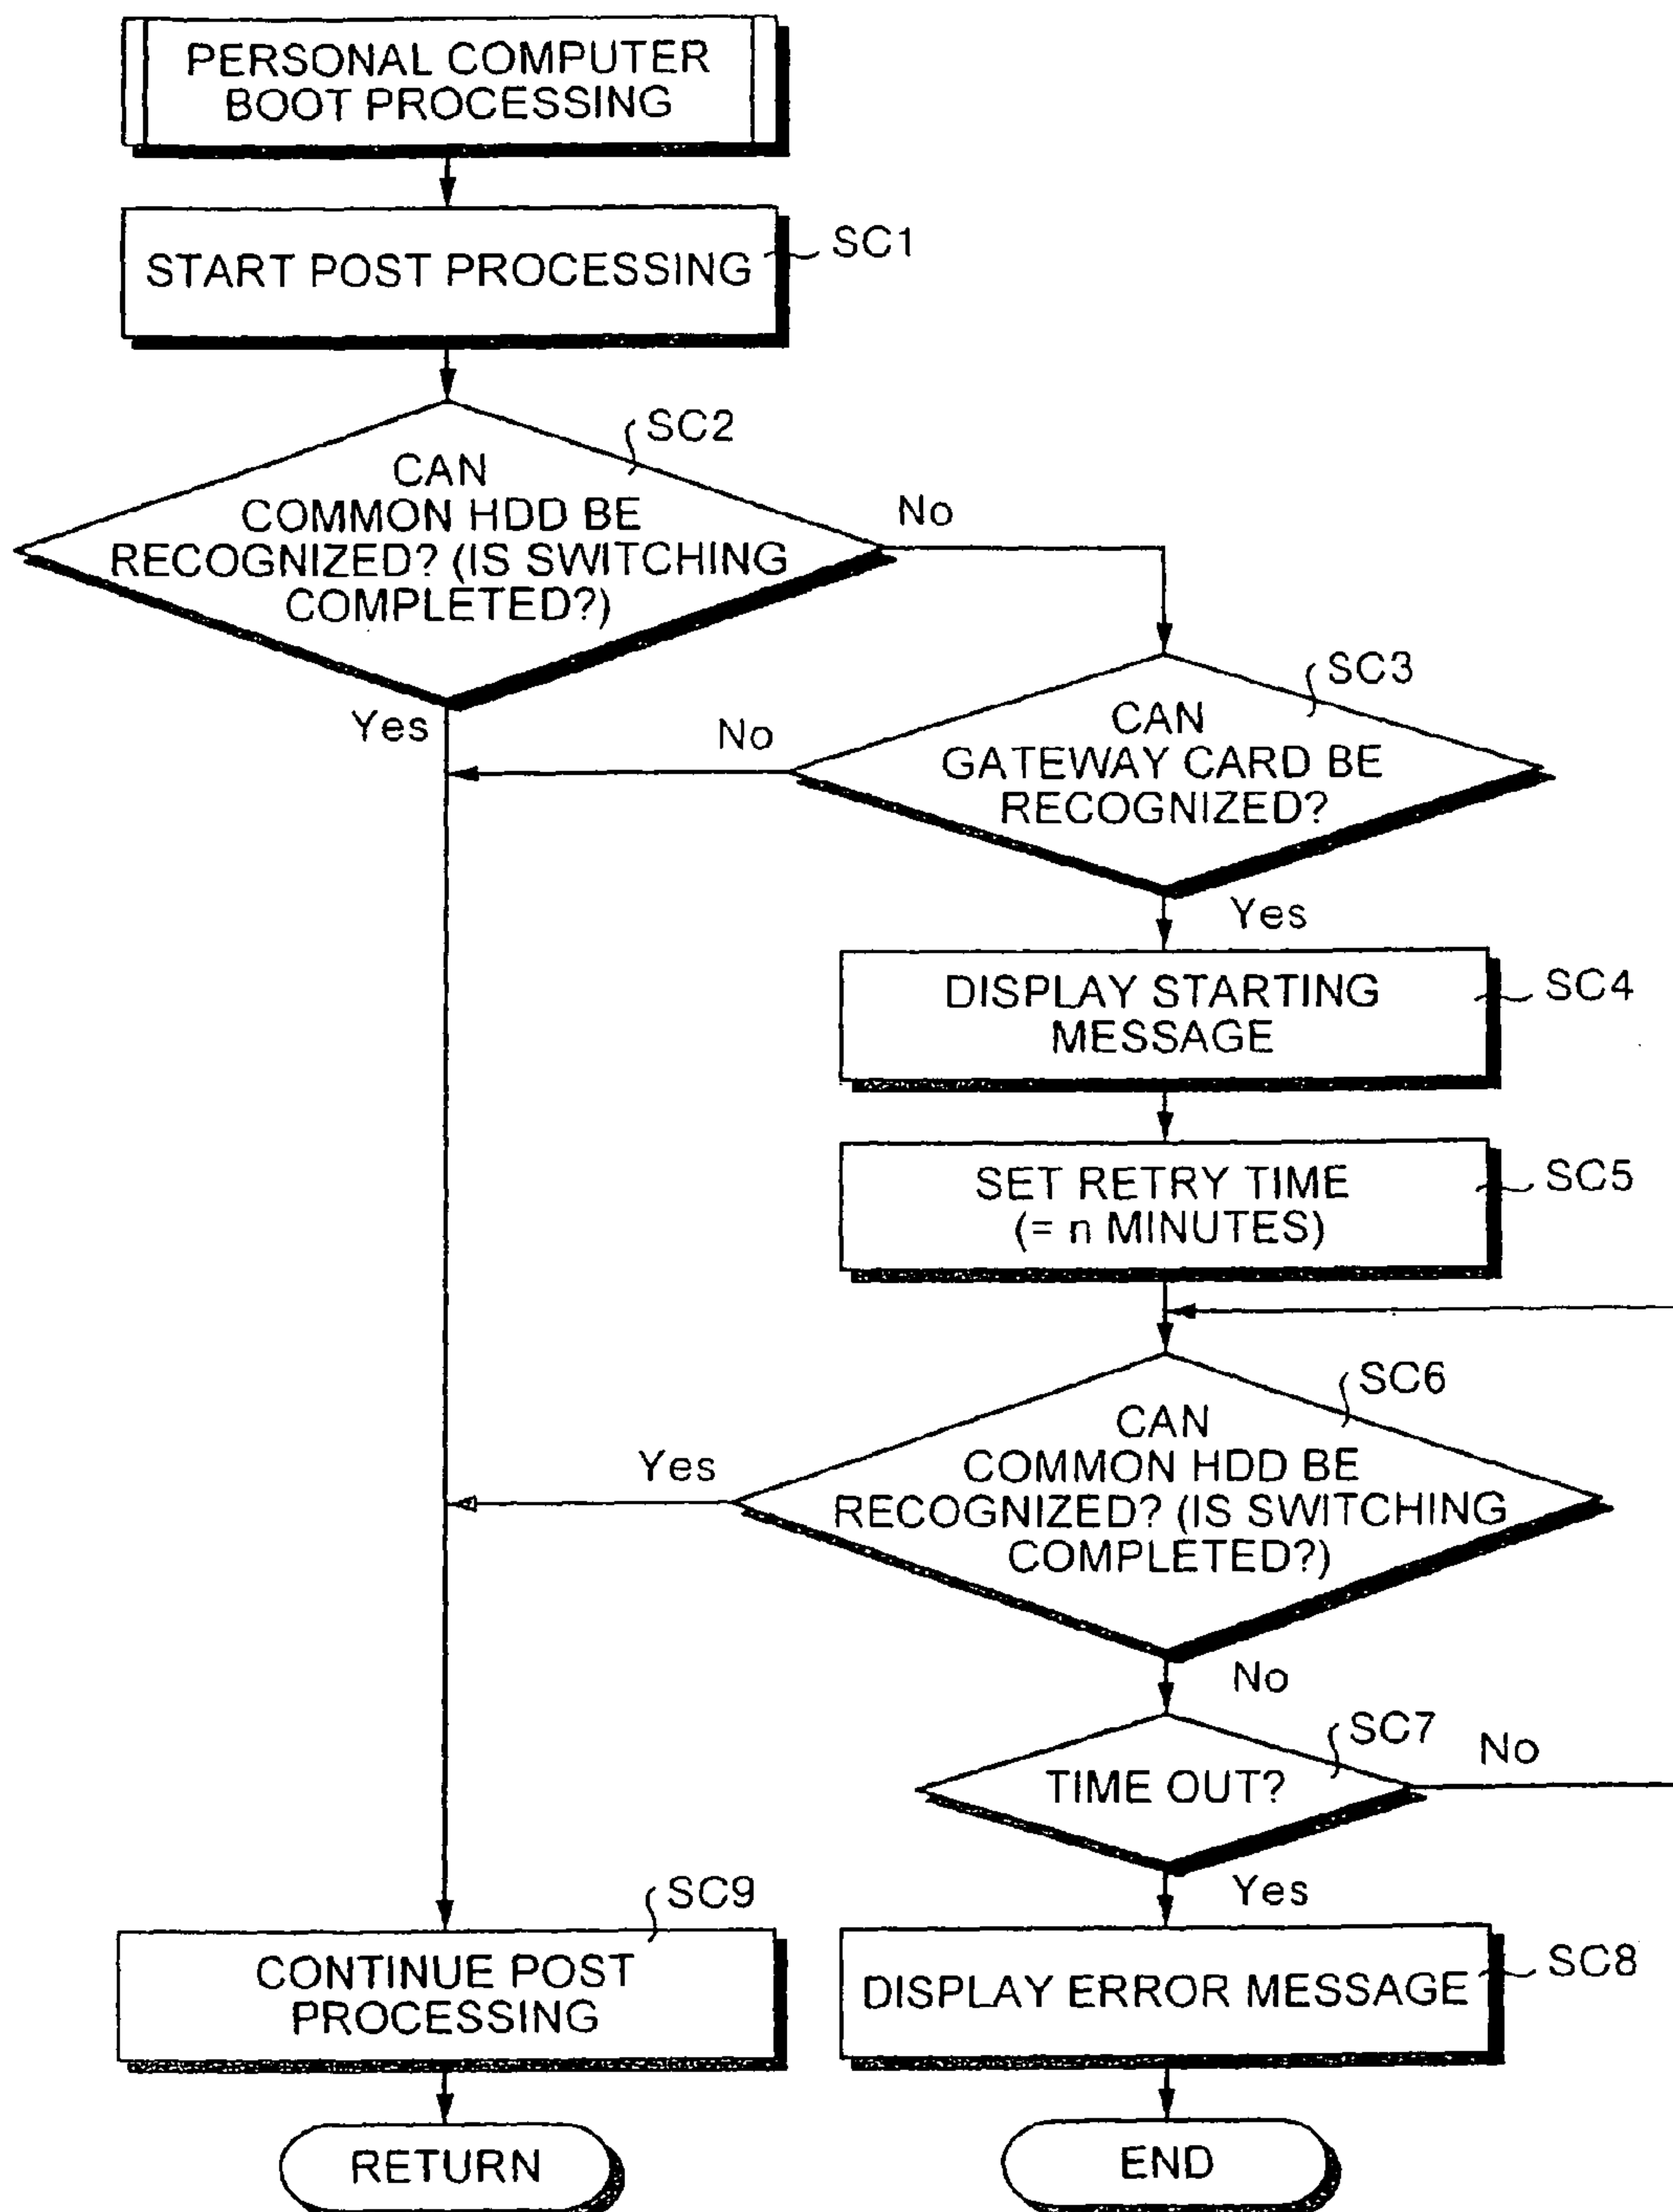 PERSONAL COMPUTER
BOOT PROCESSING
START POST PROCESSING
SC1
SC2
CAN
COMMON HDD BE
RECOGNIZED? (IS SWITCHING
COMPLETED?)
No
Yes
SC3
CAN
GATEWAY CARD BE
RECOGNIZED?
No
Yes
DISPLAY STARTING
MESSAGE
SC4
SET RETRY TIME
(= n MINUTES)
SC5
SC6
CAN
COMMON HDD BE
RECOGNIZED? (IS SWITCHING
COMPLETED?)
Yes
No
SC7
TIME OUT?
No
Yes
SC9
CONTINUE POST
PROCESSING
DISPLAY ERROR MESSAGE
SC8
RETURN
END